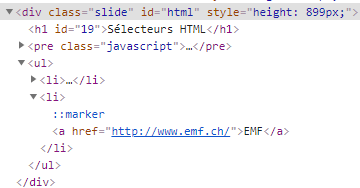 ▼<div class="slide" id="html" style="height: 899px;">
<h1 id="19">Sélecteurs HTML</h1>
▶<pre class="javascript">…</pre>
▼<ul>
▶<li>…</li>
▼<li>
::marker
<a href="http://www.emf.ch/">EMF</a>
</li>
</ul>
</div>